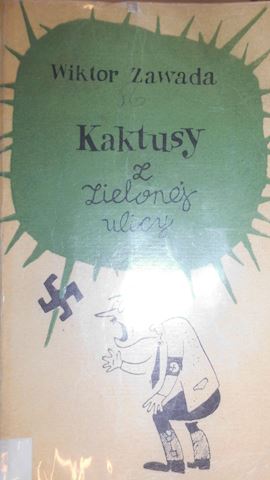 Wiktor Zawada
Kaktusy
z
zielonej
ulicy